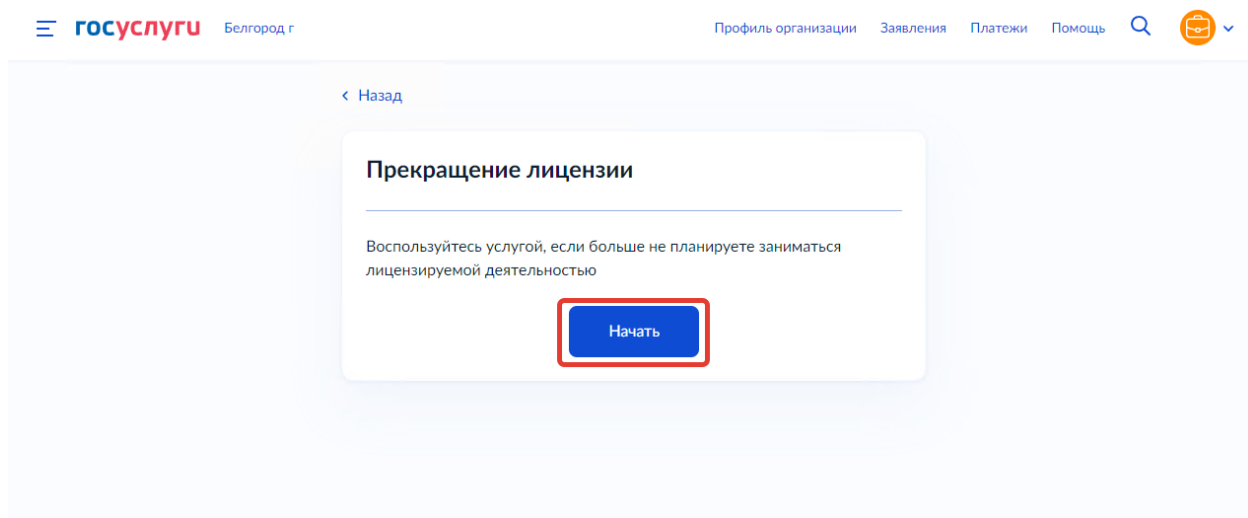 госуслуги Белгород г Профиль организации Заявления Платежи Помощь
Назад
Прекращение лицензии
Воспользуйтесь услугой, если больше не планируете заниматься
лицензируемой деятельностью
Начать